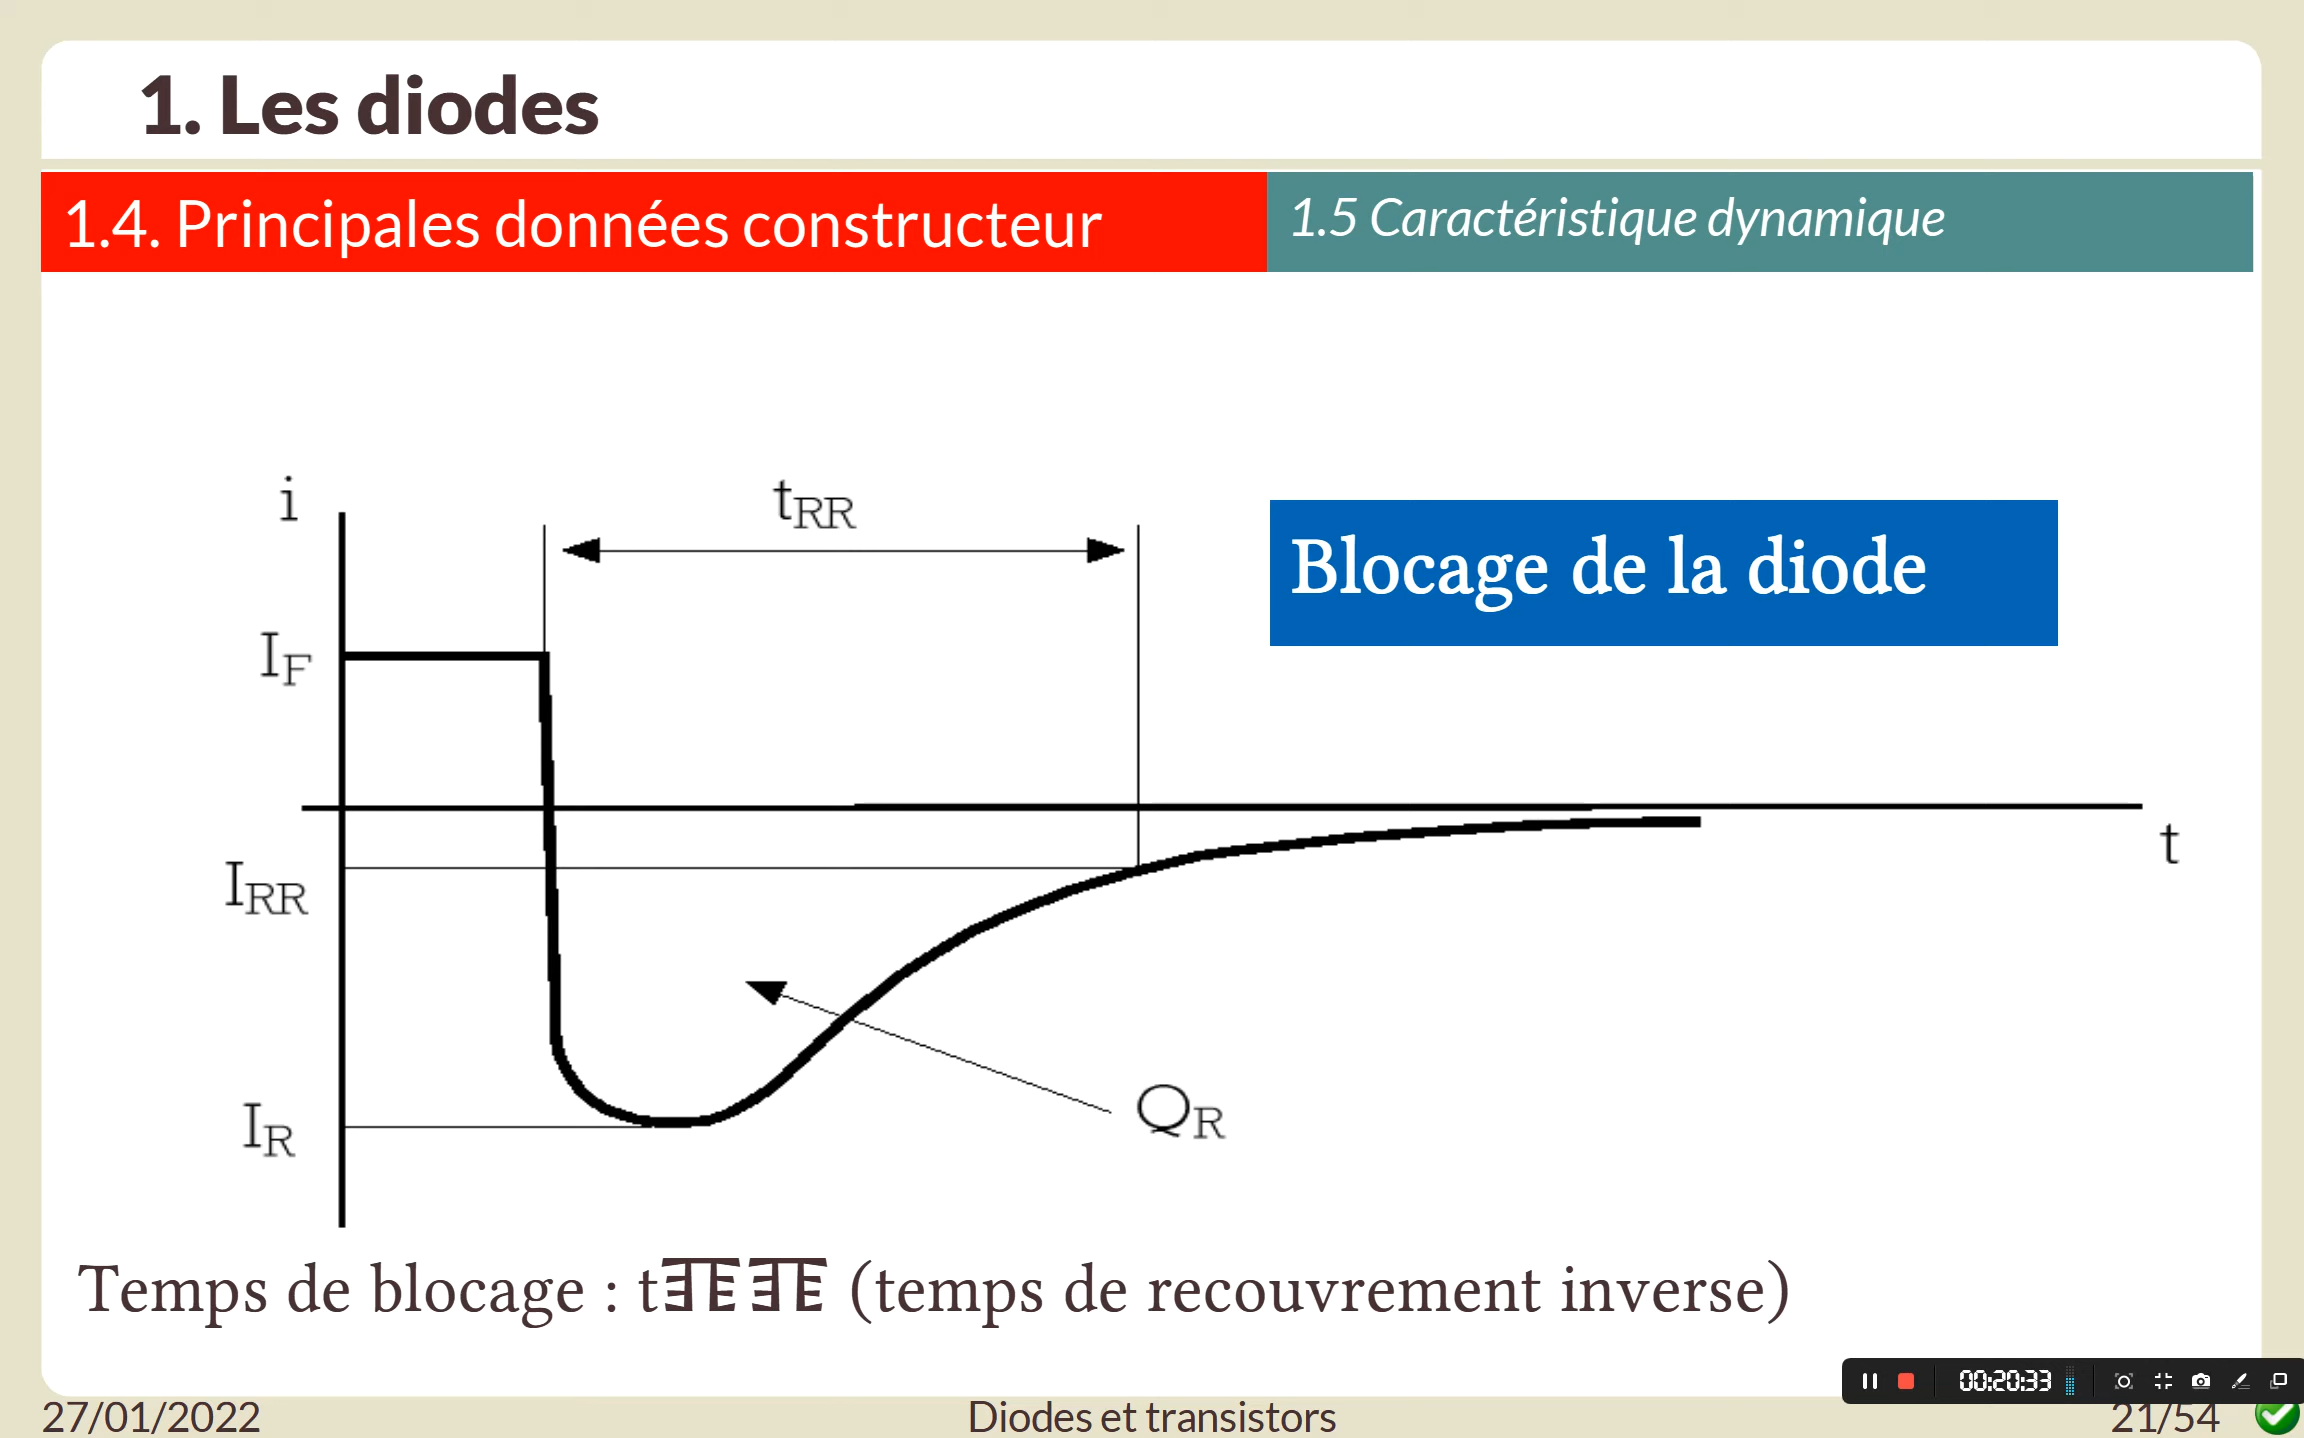 1. Les diodes
1.4. Principales données constructeur
1.5 Caractéristique dynamique
i
tRR
Blocage de la diode
IF
t
IRR
QR
IR
Temps de blocage : t (temps de recouvrement inverse)
00:20:33
27/01/2022
Diodes et transistors
21/54